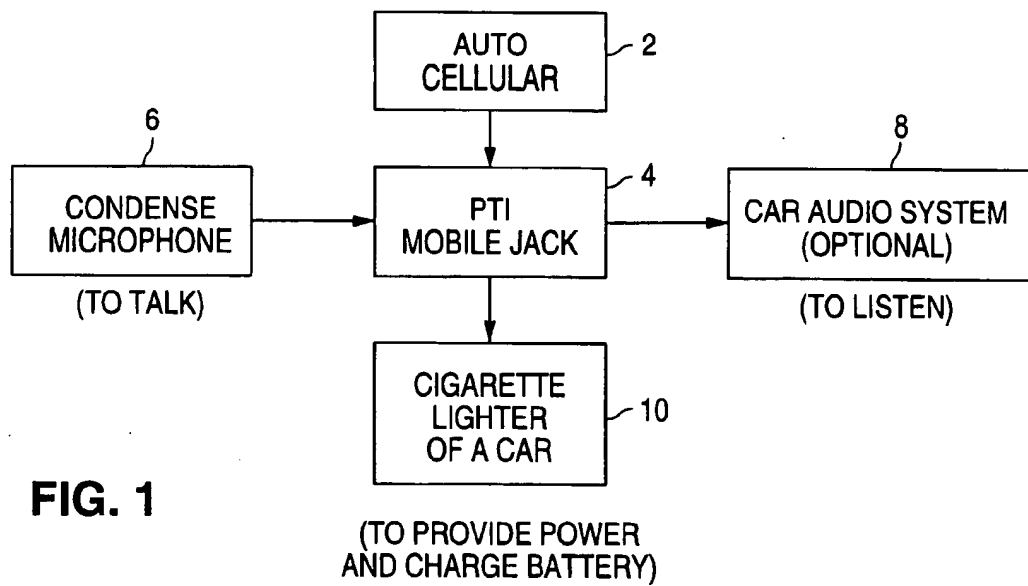 AUTO
CELLULAR
2
6
CONDENSE
MICROPHONE
(TO TALK)
4
PTI
MOBILE JACK
8
CAR AUDIO SYSTEM
(OPTIONAL)
(TO LISTEN)
CIGARETTE
LIGHTER
OF A CAR
10
FIG. 1
(TO PROVIDE POWER
AND CHARGE BATTERY)